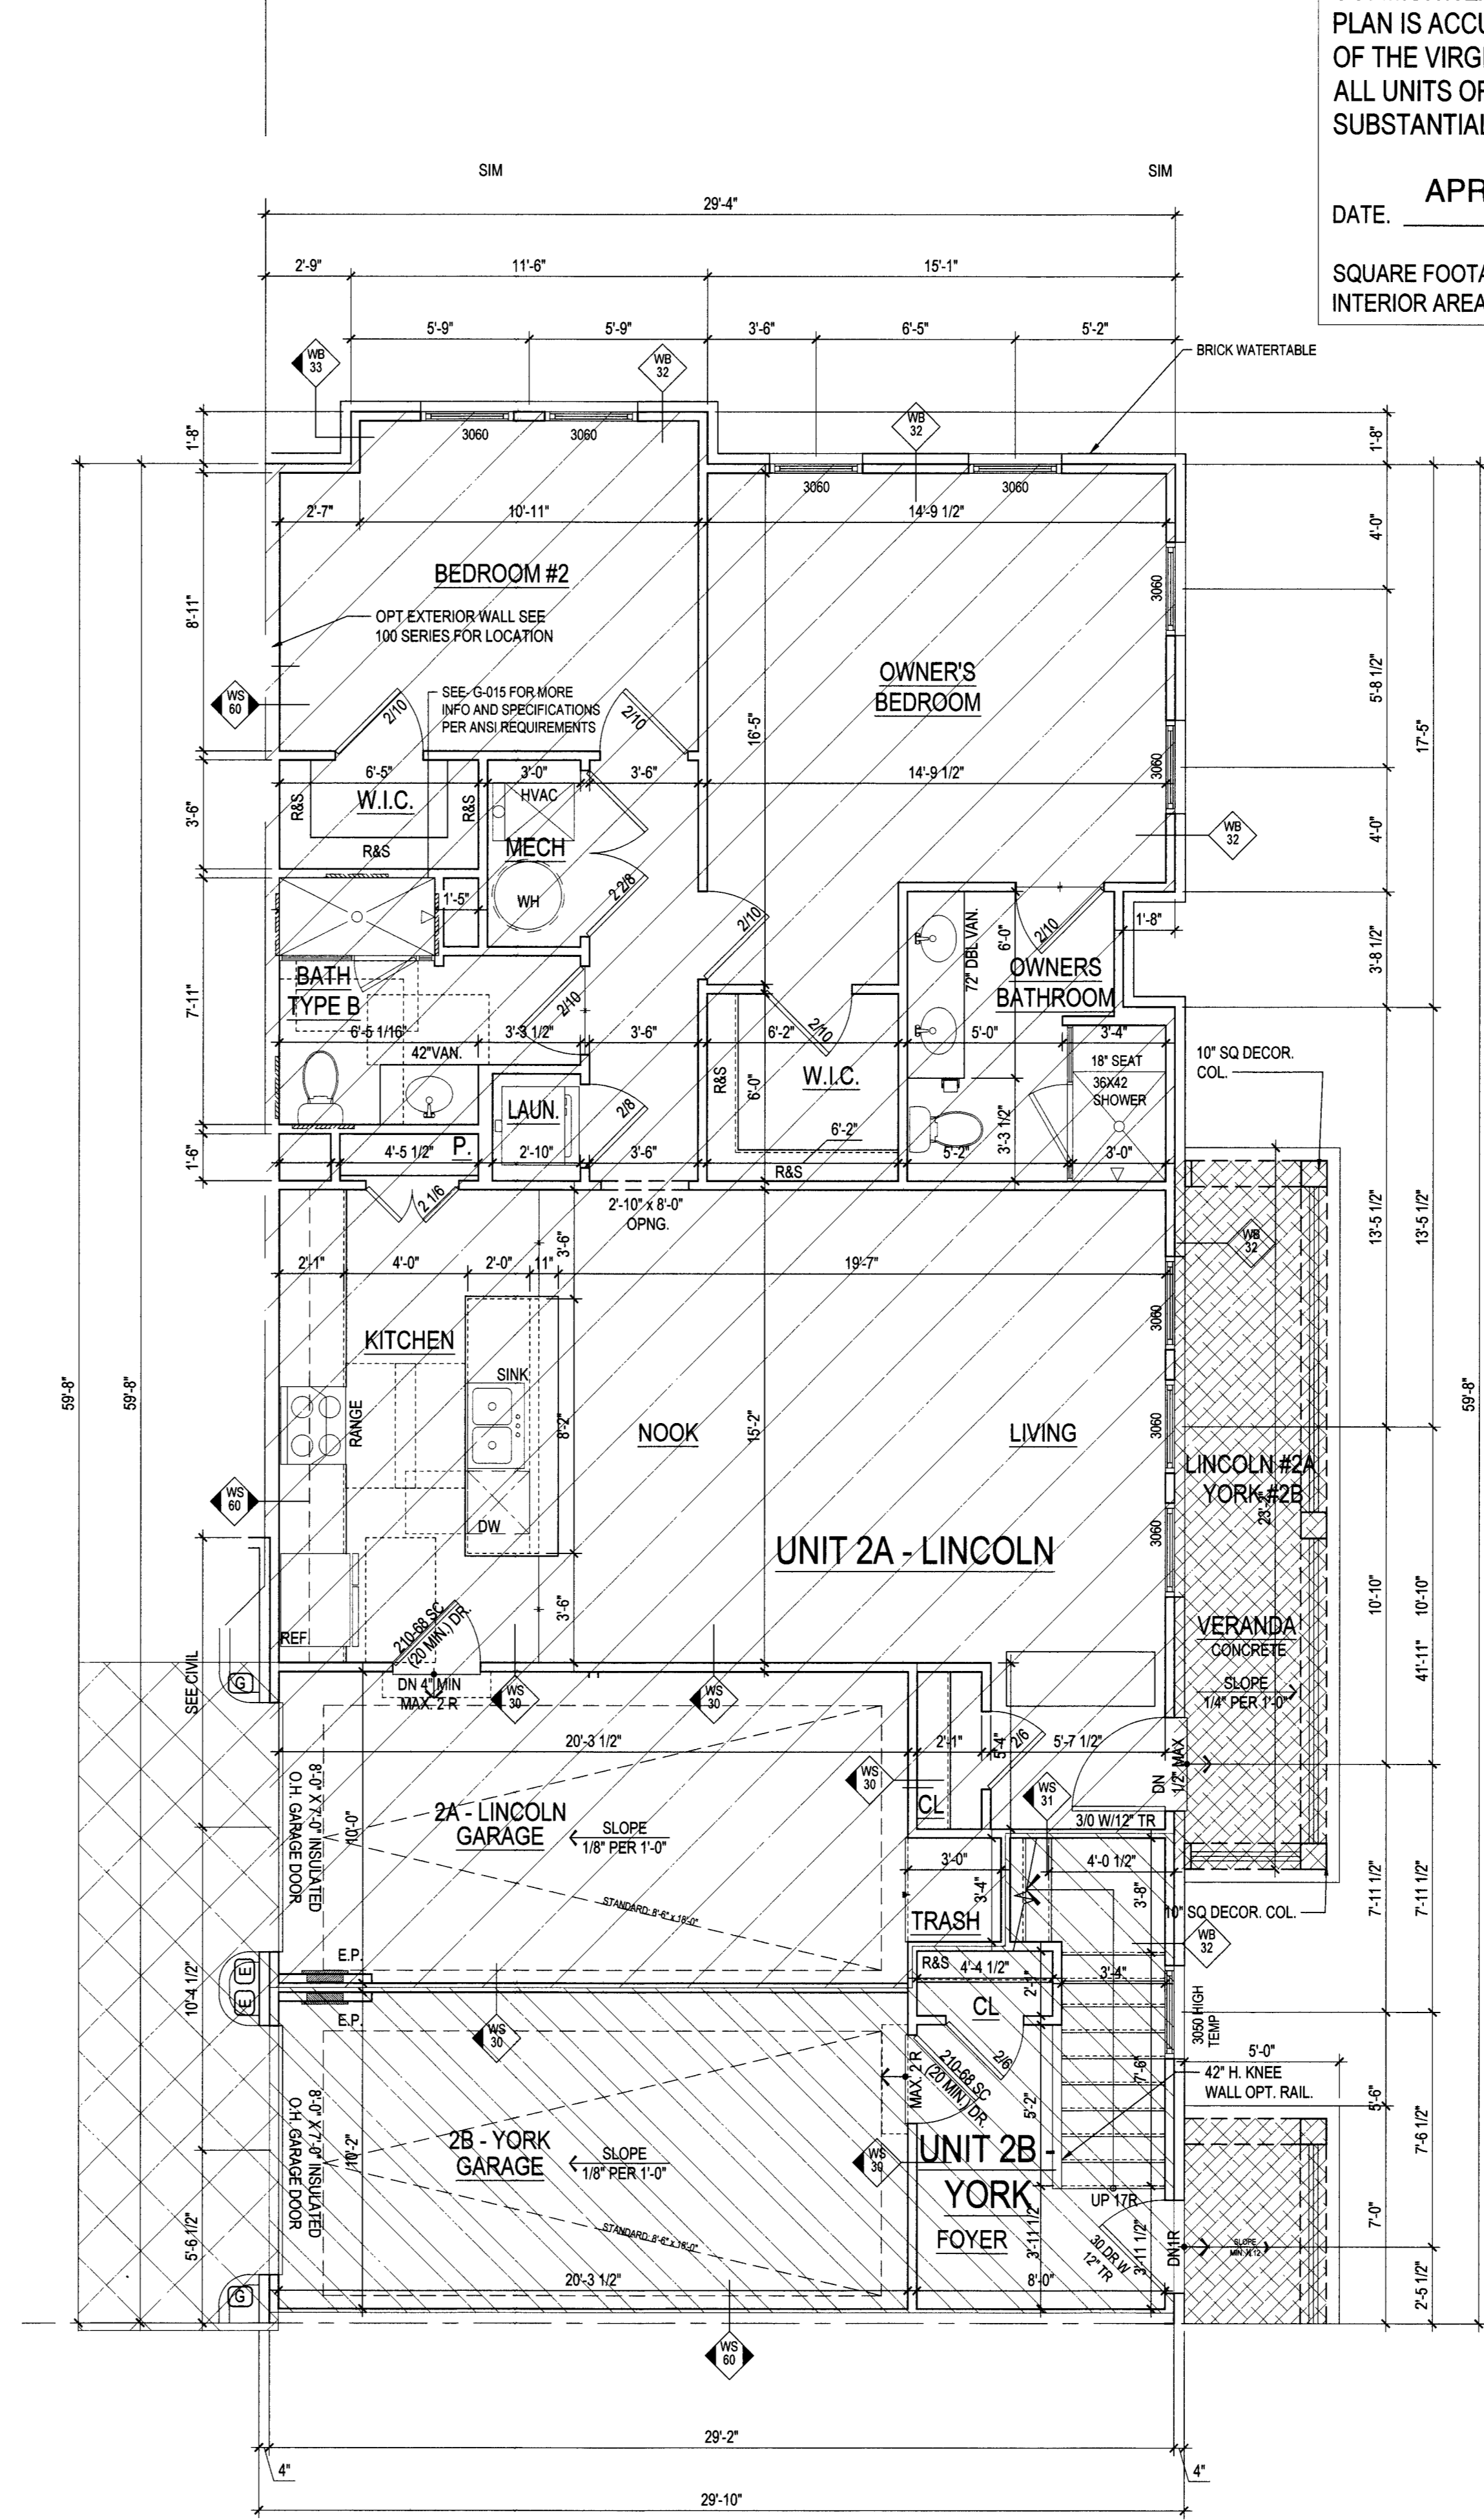 PLAN IS ACCU
OF THE VIRG
ALL UNITS OF
SUBSTANTIAL
APR
DATE.
SQUARE FOOTA
INTERIOR AREA
SIM
SIM
29'-4"
2'-9"
11'-6"
15'-1"
5'-9"
5'-9"
3'-6"
6'-5"
5'-2"
BRICK WATERTABLE
WB
33
WB
32
WB
32
1'-8"
1'-8"
3060
3060
3060
3060
2'-7"
10'-11"
14'-9 1/2"
4'-0"
BEDROOM #2
3060
8'-11"
OPT EXTERIOR WALL SEE
100 SERIES FOR LOCATION
OWNER'S
BEDROOM
5'-8 1/2"
WS
60
SEE G-015 FOR MORE
INFO AND SPECIFICATIONS
PER ANSI REQUIREMENTS
2/10
2/10
16'-5"
17'-5"
3060
6'-5"
3'-0"
3'-6"
14'-9 1/2"
HVAC
R&S
W.I.C.
R&S
3'-6"
R&S
MECH
WB
32
4'-0"
WH
2-2/8
1'-5"
2/10
72" DBL VAN.
6'-0"
2/10
1'-8"
3'-8 1/2"
BATH
TYPE B
OWNERS
BATHROOM
7'-11"
2/10
6'-5 1/16"
3'-3 1/2"
3'-6"
6'-2"
2/10
5'-0"
3'-4"
42"VAN.
18" SEAT
36X42
SHOWER
10" SQ DECOR.
COL.
R&S
6'-0"
W.I.C.
LAUN.
2/8
6'-2"
3'-3 1/2"
1'-6"
4'-5 1/2"
P.
2'-10"
3'-6"
R&S
5'-2"
3'-0"
2 1/6
2'-10" x 8'-0"
OPNG.
13'-5 1/2"
13'-5 1/2"
3'-6"
WB
32
2'-1"
4'-0"
2'-0"
11"
19'-7"
3060
KITCHEN
SINK
59'-8"
59'-8"
59'-8"
RANGE
8'-2"
NOOK
15'-2"
LIVING
3060
LINCOLN #2A
YORK #2B
23'-2"
WS
60
DW
UNIT 2A - LINCOLN
3060
3'-6"
10'-10"
10'-10"
REF.
210-68 SC
(20 MIN.) DR.
VERANDA
CONCRETE
SLOPE
1/4" PER 1'-0"
41'-11"
SEE CIVIL
G
DN 4" MIN
MAX. 2 R
WS
30
WS
30
20'-3 1/2"
2'-1"
5'-4"
2/6
5'-7 1/2"
DN
1/2" MAX
WS
30
WS
31
8'-0" X 7'-0" INSULATED
O.H. GARAGE DOOR
10'-0"
2A - LINCOLN
GARAGE
SLOPE
1/8" PER 1'-0"
CL
3/0 W/12" TR
3'-0"
4'-0 1/2"
3'-4"
3'-8"
7'-11 1/2"
7'-11 1/2"
STANDARD: 8'-6" x 18'-0"
TRASH
10" SQ DECOR. COL.
WB
32
E.P.
R&S
4'-4 1/2"
3'-4"
E
E
10'-4 1/2"
2'-1"
CL
E.P.
3050 HIGH
TEMP
WS
30
MAX. 2 R
210-68 SC
(20 MIN.) DR.
2/6
7'-6"
5'-0"
42" H. KNEE
WALL OPT. RAIL.
5'-6"
8'-0" X 7'-0" INSULATED
O.H. GARAGE DOOR
10'-2"
5'-2"
7'-6 1/2"
2B - YORK
GARAGE
SLOPE
1/8" PER 1'-0"
WS
30
UNIT 2B -
YORK
UP 17R
7'-0"
FOYER
3'-11 1/2"
30 DR W
12" TR
3'-11 1/2"
DN1R
5'-6 1/2"
STANDARD: 8'-6" x 18'-0"
20'-3 1/2"
8'-0"
G
2'-5 1/2"
WS
60
29'-2"
4"
4"
29'-10"